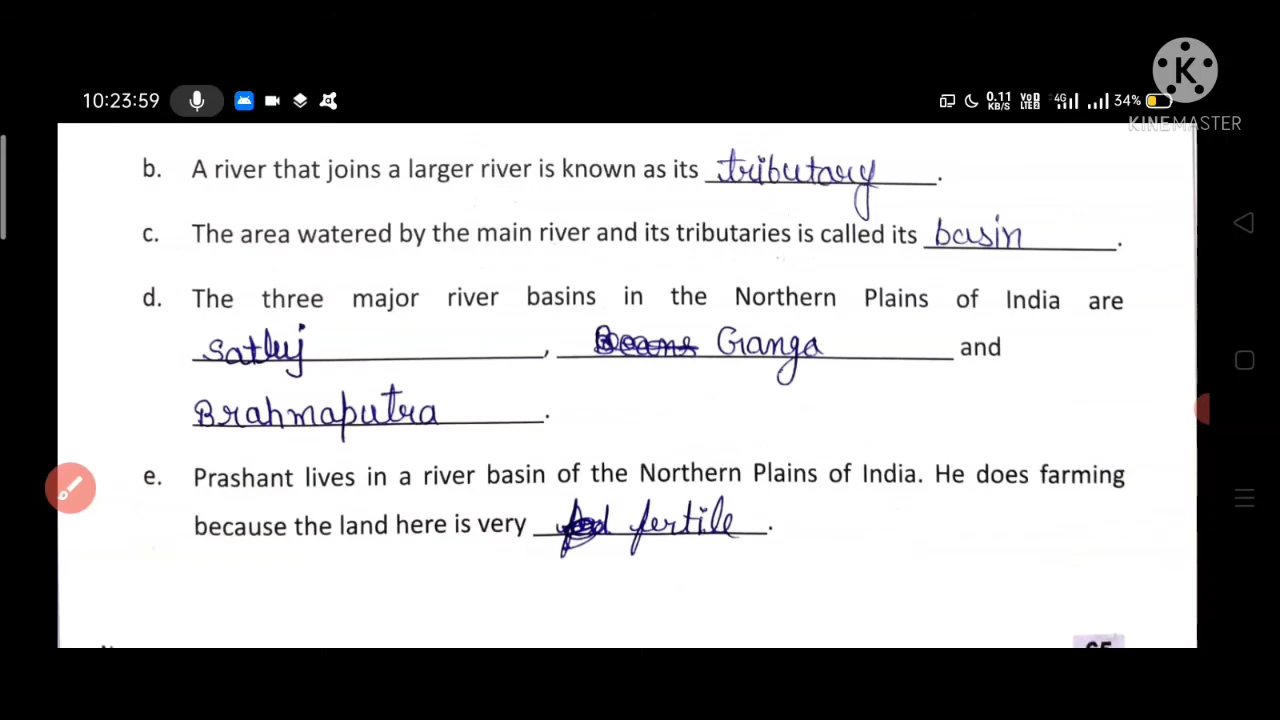 10:23:59 0.11 KB/S VoD LTE2 4G 34%
KINEMASTER
b. A river that joins a larger river is known as its tributary.
c. The area watered by the main river and its tributaries is called its basin.
d. The three major river basins in the Northern Plains of India are
Satluj, Ganga and
Brahmaputra.
e. Prashant lives in a river basin of the Northern Plains of India. He does farming
because the land here is very fertile.